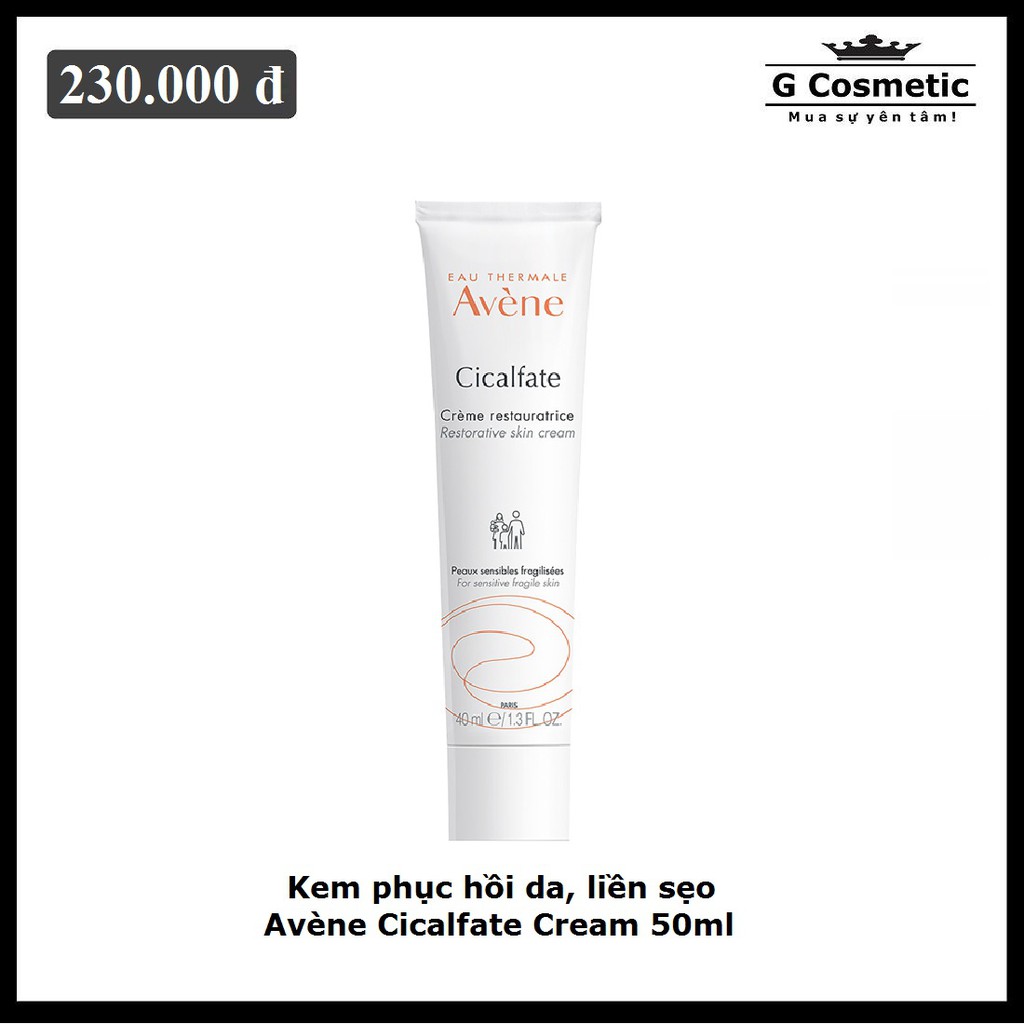 230.000 đ
G Cosmetic
Mua sự yên tâm!
EAU THERMALE
Avène
Cicalfate
Crème restauratrice
Restorative skin cream
Peaux sensibles fragilisées
For sensitive fragile skin
PARIS
40 ml ℮/1.3 FL. OZ.
Kem phục hồi da, liền sẹo
Avène Cicalfate Cream 50ml